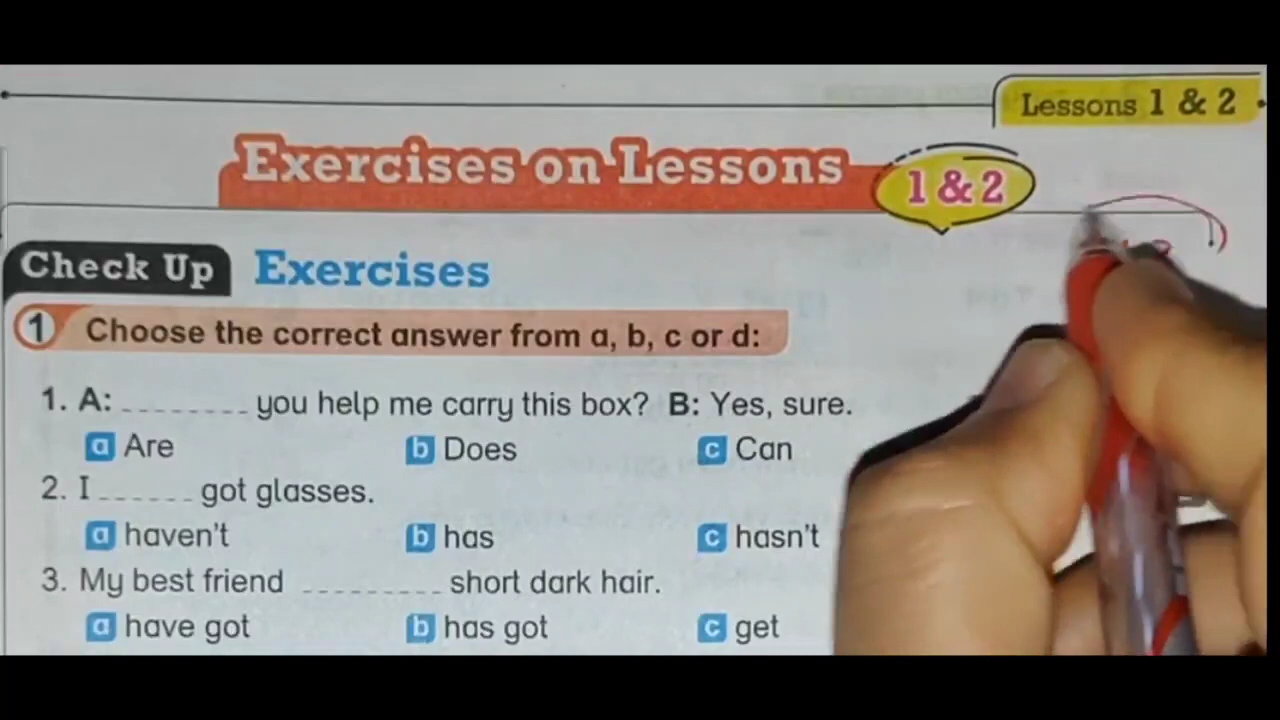 Lessons 1 & 2
Exercises on Lessons 1 & 2
Check Up Exercises
1 Choose the correct answer from a, b, c or d:
1. A: ________ you help me carry this box? B: Yes, sure.
a Are b Does c Can
2. I ______ got glasses.
a haven't b has c hasn't
3. My best friend _________ short dark hair.
a have got b has got c get